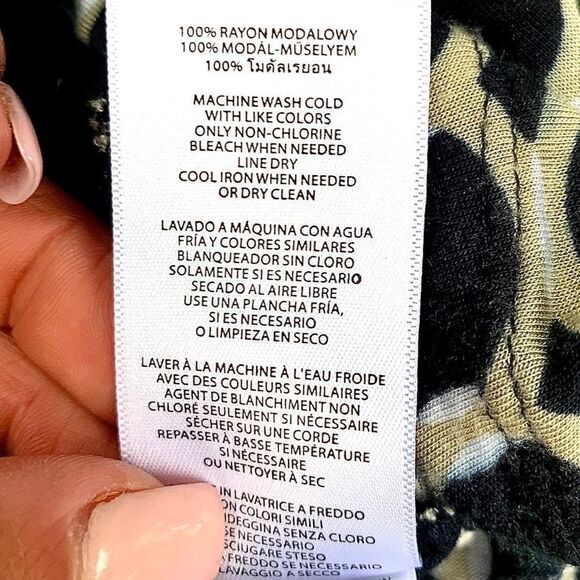 100% RAYON MODALOWY
100% MODÁL-MŰSELYEM
100% โมดัลเรยอน
MACHINE WASH COLD
WITH LIKE COLORS
ONLY NON-CHLORINE
BLEACH WHEN NEEDED
LINE DRY
COOL IRON WHEN NEEDED
OR DRY CLEAN
LAVADO A MÁQUINA CON AGUA
FRÍA Y COLORES SIMILARES
BLANQUEADOR SIN CLORO
SOLAMENTE SI ES NECESARIO
SECADO AL AIRE LIBRE
USE UNA PLANCHA FRÍA,
SI ES NECESARIO
O LIMPIEZA EN SECO
LAVER À LA MACHINE À L'EAU FROIDE
AVEC DES COULEURS SIMILAIRES
AGENT DE BLANCHIMENT NON
CHLORÉ SEULEMENT SI NÉCESSAIRE
SÉCHER SUR UNE CORDE
REPASSER À BASSE TEMPÉRATURE
SI NÉCESSAIRE
OU NETTOYER À SEC
IN LAVATRICE A FREDDO
ON COLORI SIMILI
SENZA CLORO
NECESSARIO
STESO
FREDDO SE NECESSARIO
LAVAGGIO A SECCO